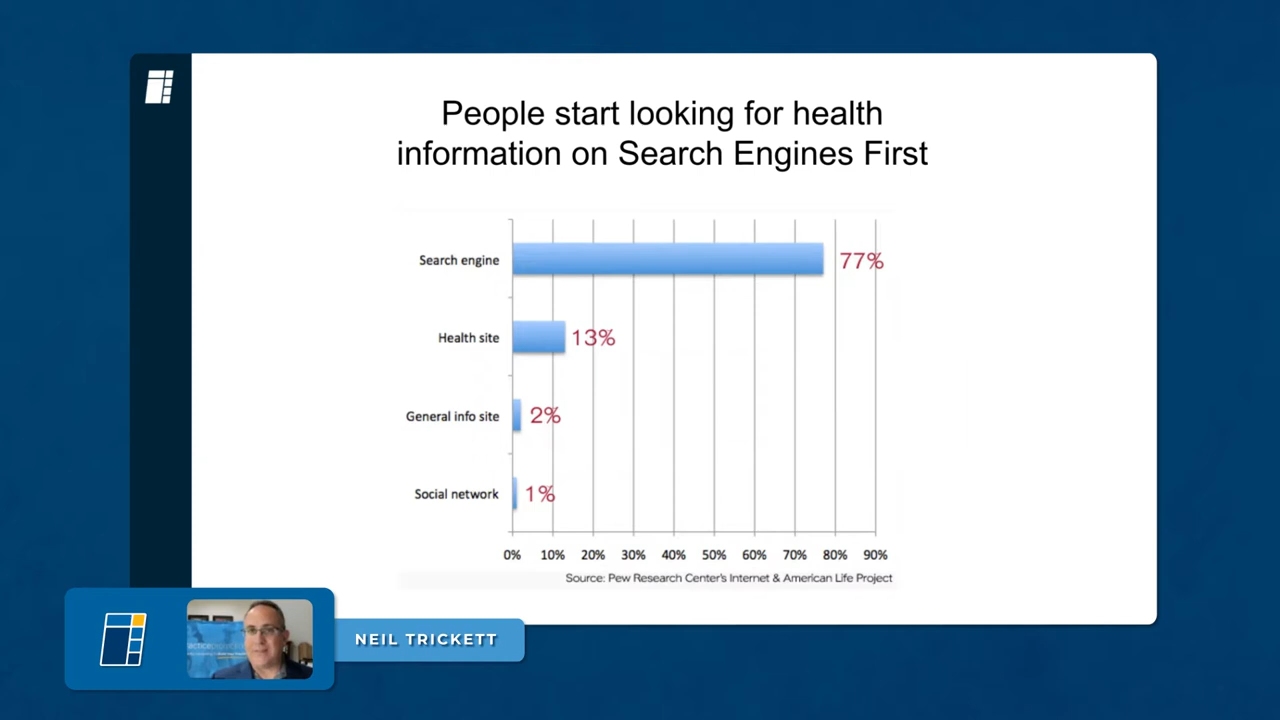 People start looking for health
information on Search Engines First
Search engine
77%
Health site
13%
General info site
2%
Social network
1%
0% 10% 20% 30% 40% 50% 60% 70% 80% 90%
Source: Pew Research Center's Internet & American Life Project
NEIL TRICKETT